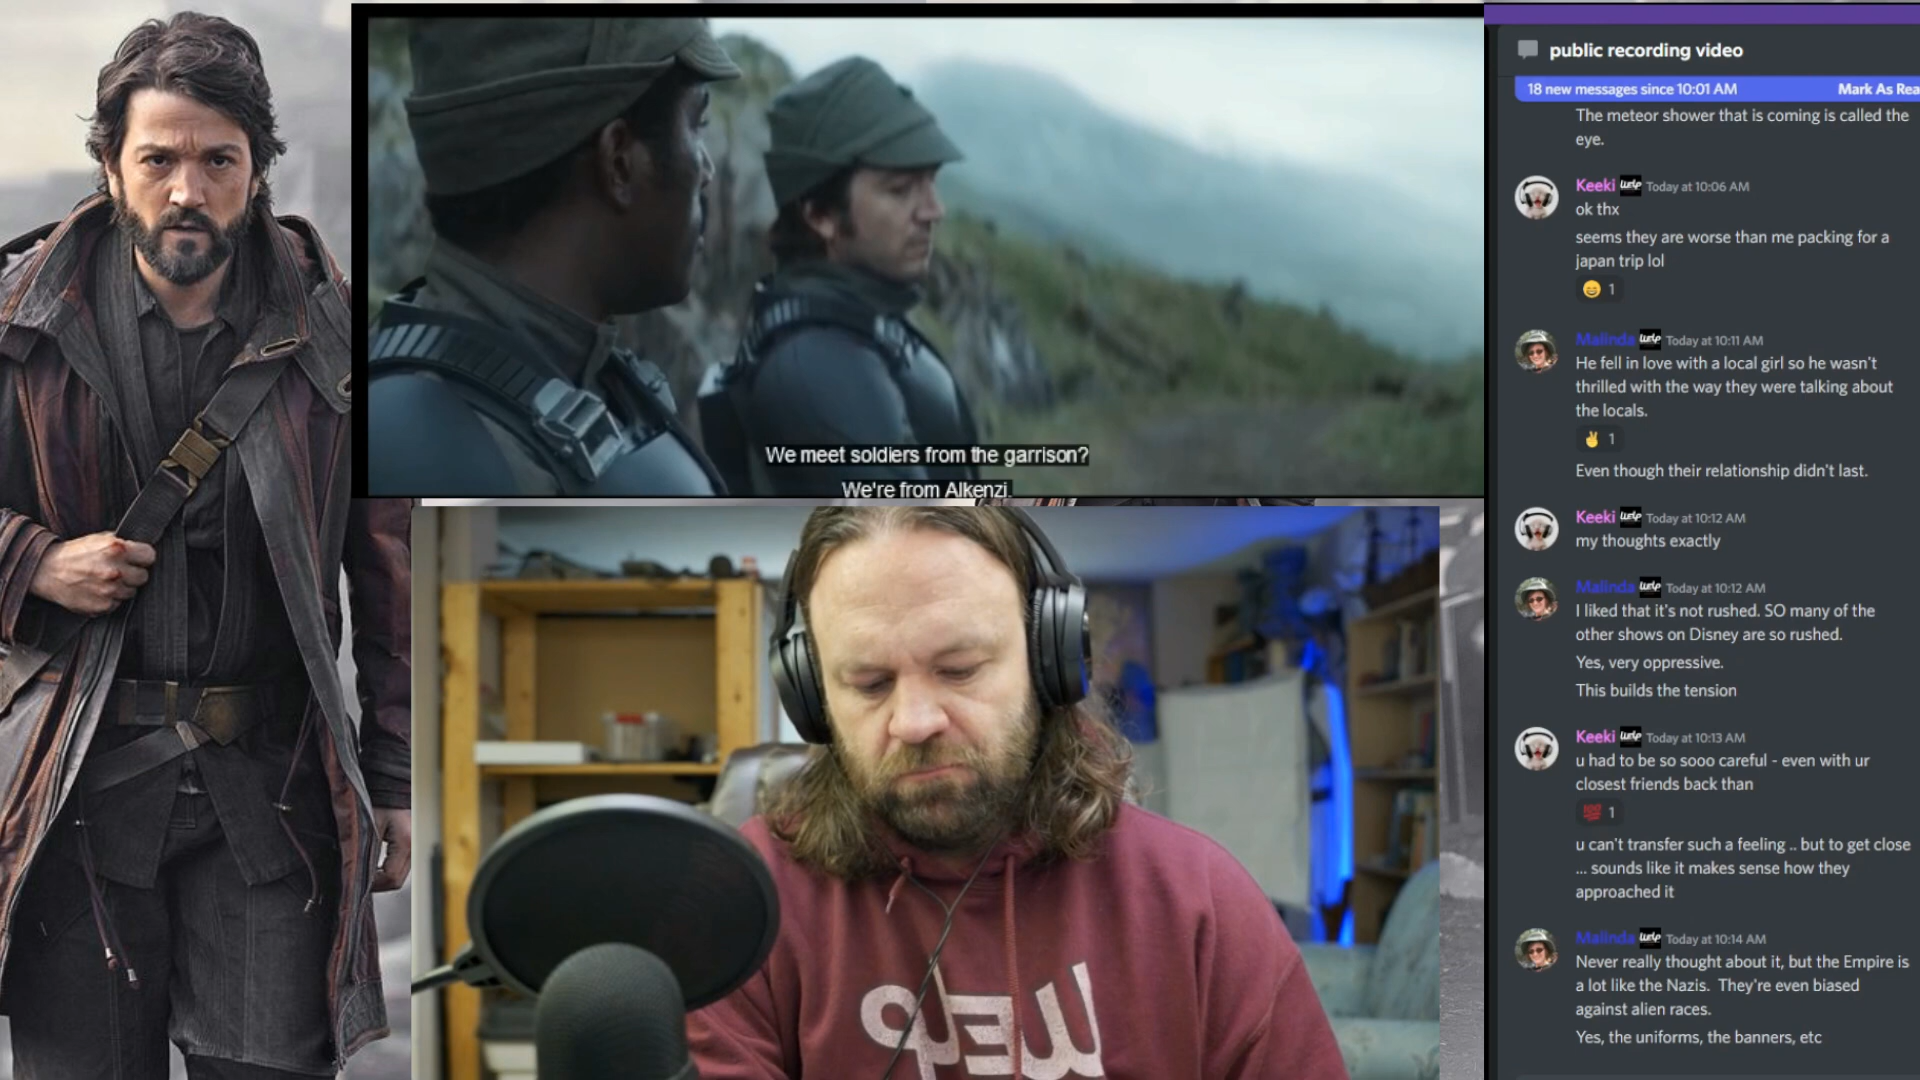 We meet soldiers from the garrison?
We're from Alkenzi.
public recording video
18 new messages since 10:01 AM
Mark As Rea
The meteor shower that is coming is called the
eye.
Keeki welp Today at 10:06 AM
ok thx
seems they are worse than me packing for a
japan trip lol
1
Malinda welp Today at 10:11 AM
He fell in love with a local girl so he wasn't
thrilled with the way they were talking about
the locals.
1
Even though their relationship didn't last.
Keeki welp Today at 10:12 AM
my thoughts exactly
Malinda welp Today at 10:12 AM
I liked that it's not rushed. SO many of the
other shows on Disney are so rushed.
Yes, very oppressive.
This builds the tension
Keeki welp Today at 10:13 AM
u had to be so sooo careful - even with ur
closest friends back than
1
u can't transfer such a feeling .. but to get close
... sounds like it makes sense how they
approached it
Malinda welp Today at 10:14 AM
Never really thought about it, but the Empire is
a lot like the Nazis. They're even biased
against alien races.
Yes, the uniforms, the banners, etc
welp